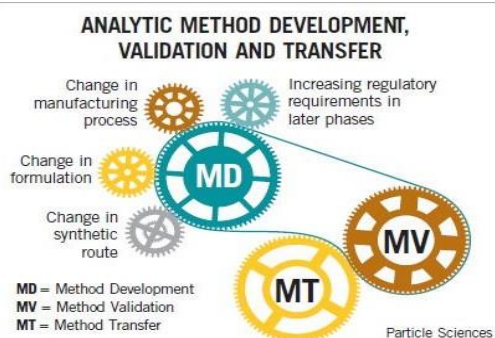 ANALYTIC METHOD DEVELOPMENT,
VALIDATION AND TRANSFER
Change in
manufacturing
process
Increasing regulatory
requirements in
later phases
Change in
formulation
MD
Change in
synthetic
route
MV
MT
MD = Method Development
MV = Method Validation
MT = Method Transfer
Particle Sciences